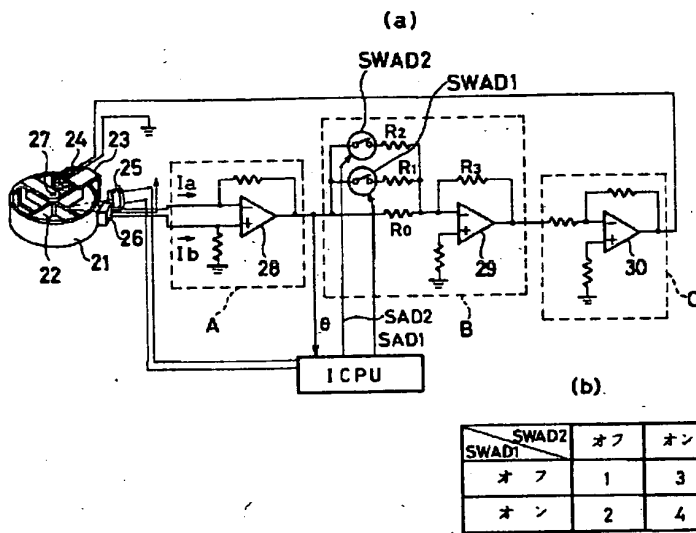 (a)
SWAD2
SWAD1
27 24 23
25
26
22
21
Ia
Ib
28
A
R2
R1
R0
R3
29
B
30
C
θ
SAD2
SAD1
ICPU
(b)
SWAD2 オフ オン
SWAD1
オフ 1 3
オン 2 4